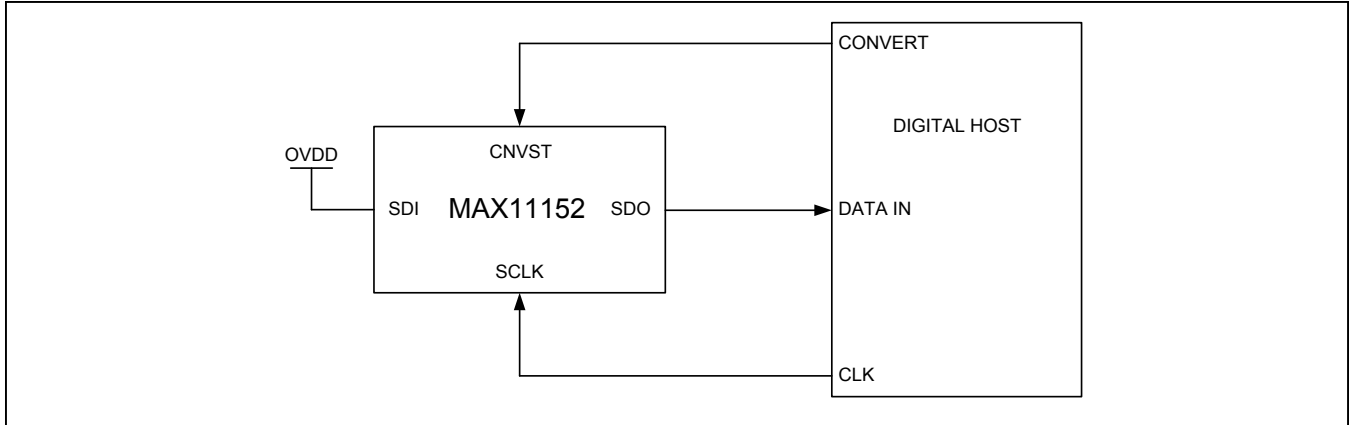 CONVERT
DIGITAL HOST
CNVST
OVDD
SDI MAX11152 SDO
DATA IN
SCLK
CLK